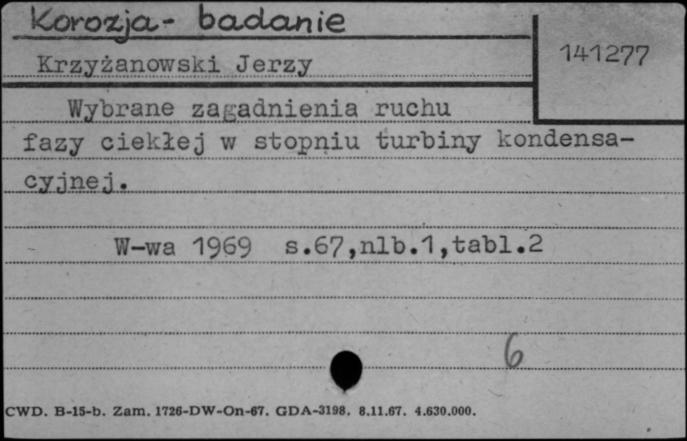 Korozja - badanie
141277
Krzyżanowski Jerzy
Wybrane zagadnienia ruchu
fazy ciekłej w stopniu turbiny kondensa-
cyjnej.
W-wa 1969 s.67,nlb.1,tabl.2
6
CWD. B-15-b. Zam. 1726-DW-On-67. GDA-3198. 8.11.67. 4.630.000.